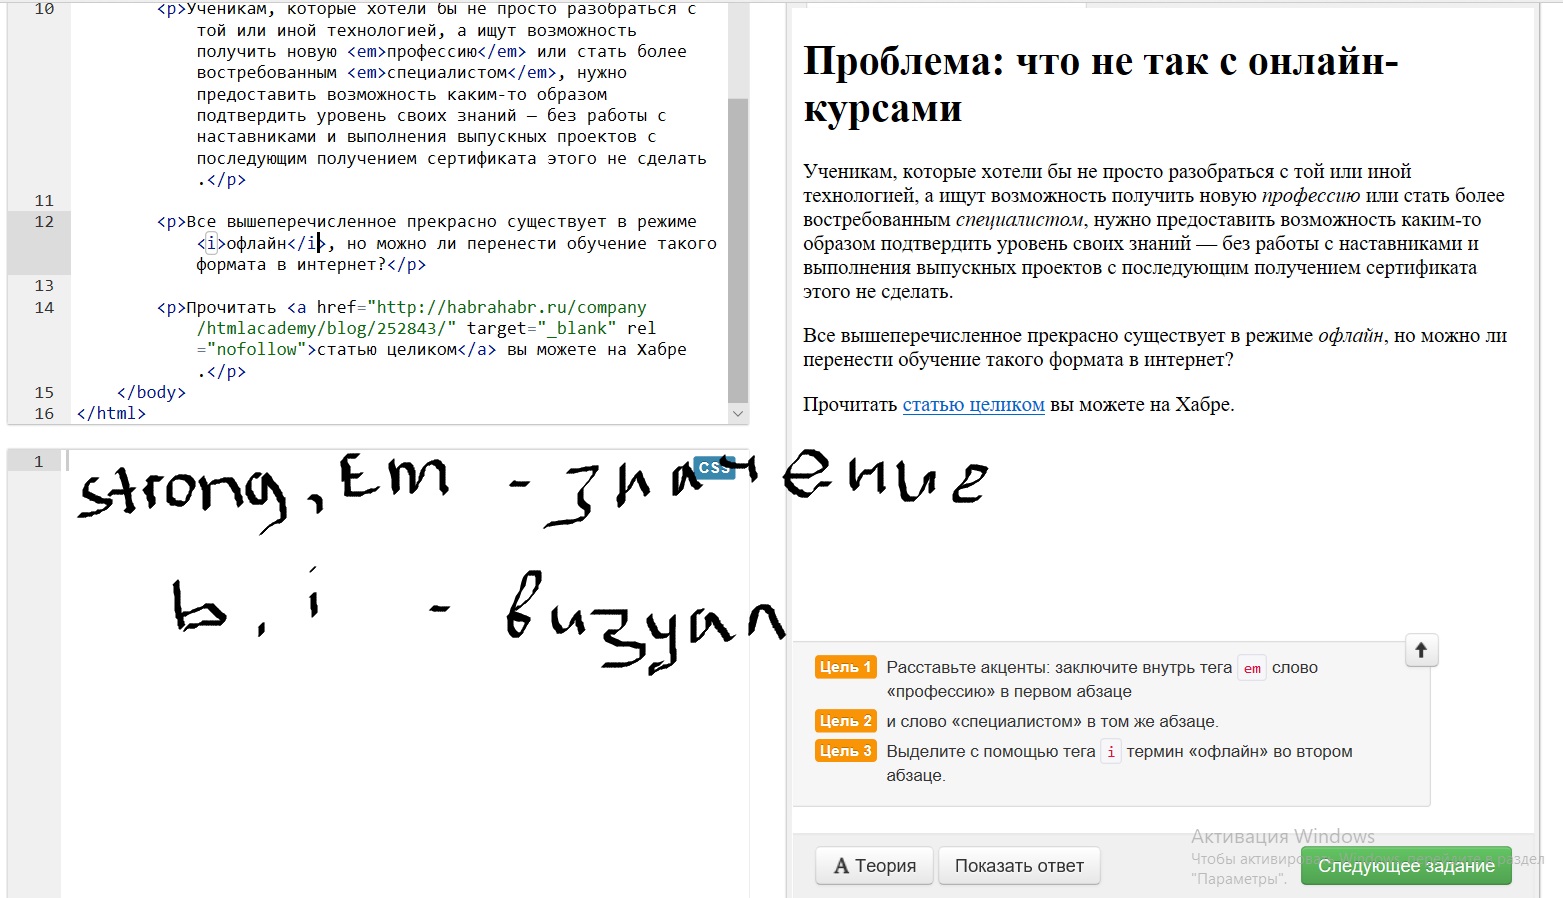 10 <p>Ученикам, которые хотели бы не просто разобраться с
той или иной технологией, а ищут возможность
получить новую <em>профессию</em> или стать более
востребованным <em>специалистом</em>, нужно
предоставить возможность каким-то образом
подтвердить уровень своих знаний — без работы с
наставниками и выполнения выпускных проектов с
последующим получением сертификата этого не сделать
.</p>
11
12 <p>Все вышеперечисленное прекрасно существует в режиме
<i>офлайн</i>, но можно ли перенести обучение такого
формата в интернет?</p>
13
14 <p>Прочитать <a href="http://habrahabr.ru/company
/htmlacademy/blog/252843/" target="_blank" rel
="nofollow">статью целиком</a> вы можете на Хабре
.</p>
15 </body>
16 </html>
1
CSS
strong, Em - значение
b, i - визуал
Проблема: что не так с онлайн-
курсами
Ученикам, которые хотели бы не просто разобраться с той или иной
технологией, а ищут возможность получить новую профессию или стать более
востребованным специалистом, нужно предоставить возможность каким-то
образом подтвердить уровень своих знаний — без работы с наставниками и
выполнения выпускных проектов с последующим получением сертификата
этого не сделать.
Все вышеперечисленное прекрасно существует в режиме офлайн, но можно ли
перенести обучение такого формата в интернет?
Прочитать статью целиком вы можете на Хабре.
Цель 1 Расставьте акценты: заключите внутрь тега em слово
«профессию» в первом абзаце
Цель 2 и слово «специалистом» в том же абзаце.
Цель 3 Выделите с помощью тега i термин «офлайн» во втором
абзаце.
Активация Windows
Чтобы активировать Windows, перейдите в раздел
"Параметры".
A Теория
Показать ответ
Следующее задание